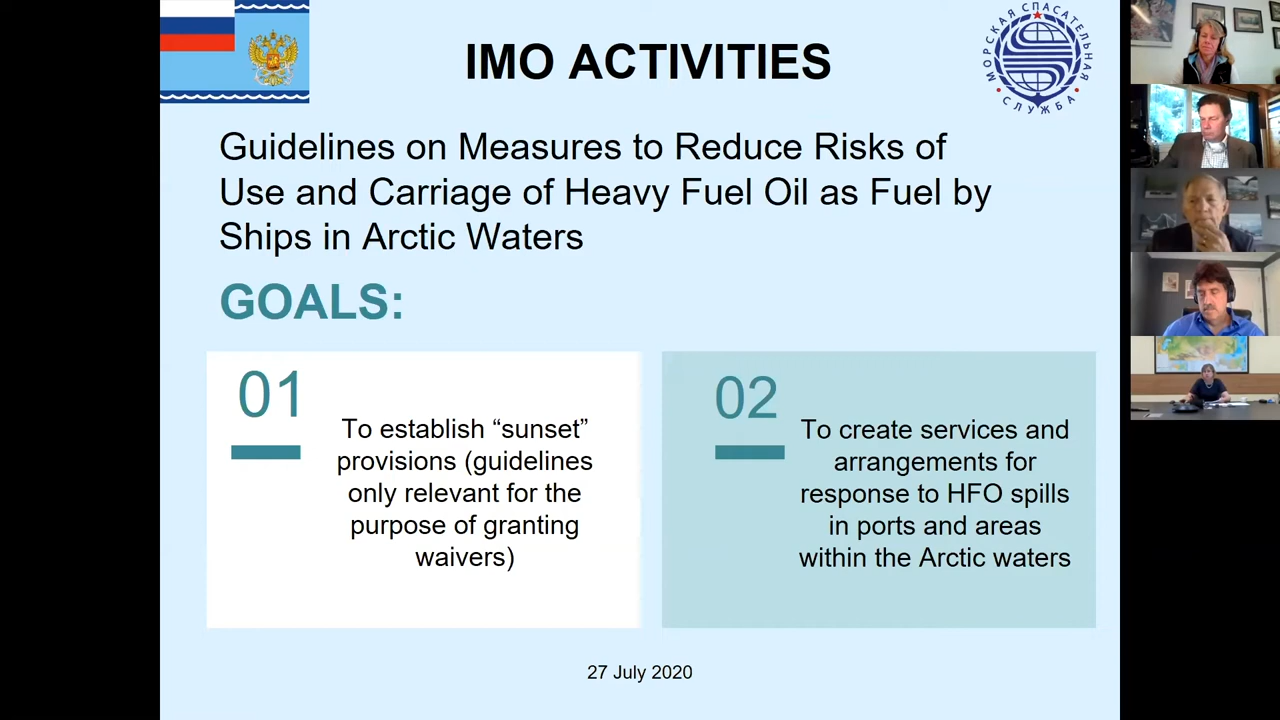 IMO ACTIVITIES
МОРСКАЯ СПАСАТЕЛЬНАЯ
СЛУЖБА
Guidelines on Measures to Reduce Risks of
Use and Carriage of Heavy Fuel Oil as Fuel by
Ships in Arctic Waters
GOALS:
01
To establish “sunset”
provisions (guidelines
only relevant for the
purpose of granting
waivers)
02
To create services and
arrangements for
response to HFO spills
in ports and areas
within the Arctic waters
27 July 2020